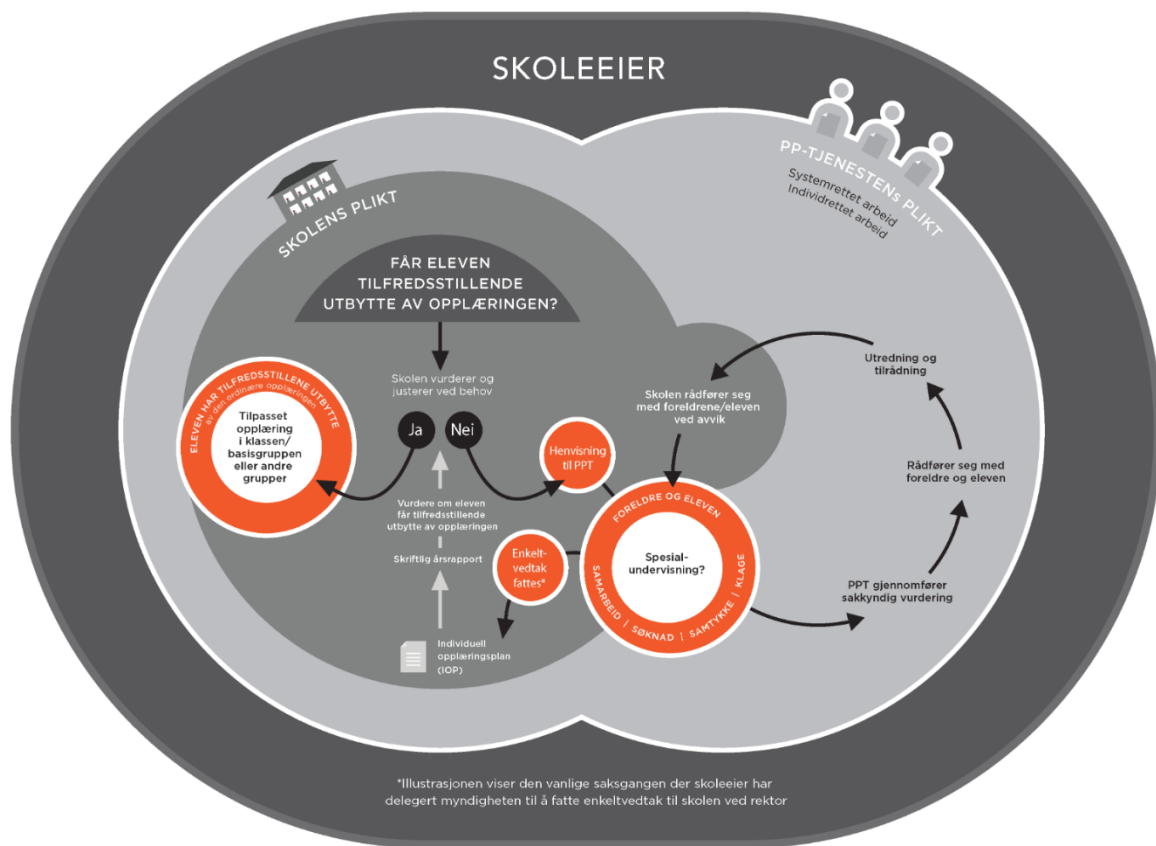 SKOLEEIER
SKOLENS PLIKT
PP-TJENESTENs PLIKT
Systemrettet arbeid
Individrettet arbeid
FÅR ELEVEN
TILFREDSSTILLENDE
UTBYTTE AV OPPLÆRINGEN?
Skolen vurderer og
justerer ved behov
Ja
Nei
ELEVEN HAR TILFREDSSTILLENE UTBYTTE
av den ordinære opplæringen
Tilpasset
opplæring
i klassen/
basisgruppen
eller andre
grupper
Henvisning
til PPT
Skolen rådfører seg
med foreldrene/eleven
ved avvik
Utredning og
tilrådning
Rådfører seg med
foreldre og eleven
PPT gjennomfører
sakkyndig vurdering
FORELDRE OG ELEVEN
Spesial-
undervisning?
SAMARBEID | SØKNAD | SAMTYKKE | KLAGE
Enkelt-
vedtak
fattes*
Vurdere om eleven
får tilfredsstillende
utbytte av opplæringen
Skriftlig årsrapport
Individuell
opplæringsplan
(IOP)
*Illustrasjonen viser den vanlige saksgangen der skoleeier har
delegert myndigheten til å fatte enkeltvedtak til skolen ved rektor